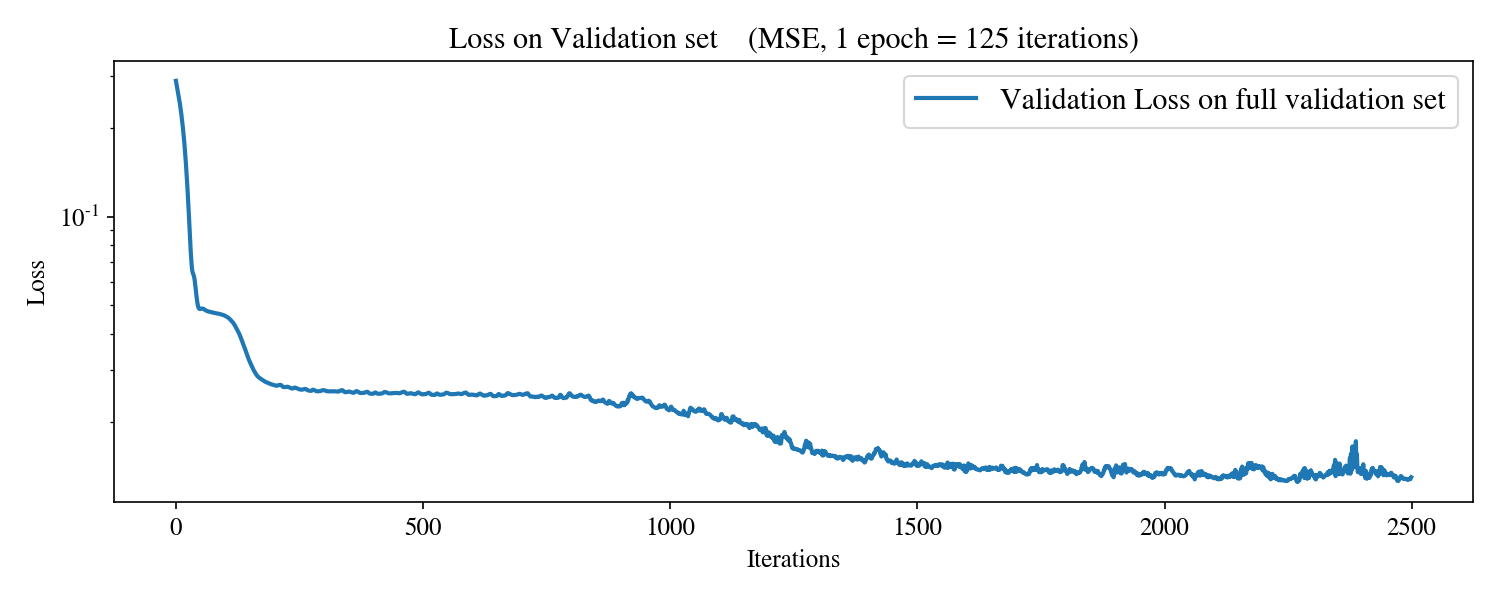 Loss on Validation set (MSE, 1 epoch = 125 iterations)
Validation Loss on full validation set
10⁻¹
Loss
0 500 1000 1500 2000 2500
Iterations